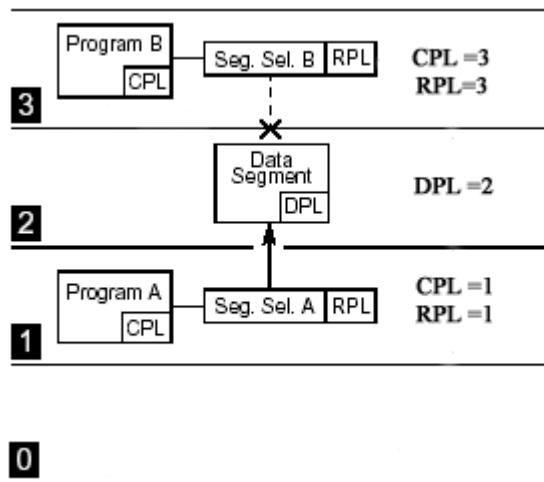 Program B
CPL
Seg. Sel. B RPL
CPL =3
RPL=3
3
Data
Segment
DPL
DPL =2
2
Program A
CPL
Seg. Sel. A RPL
CPL =1
RPL =1
1
0